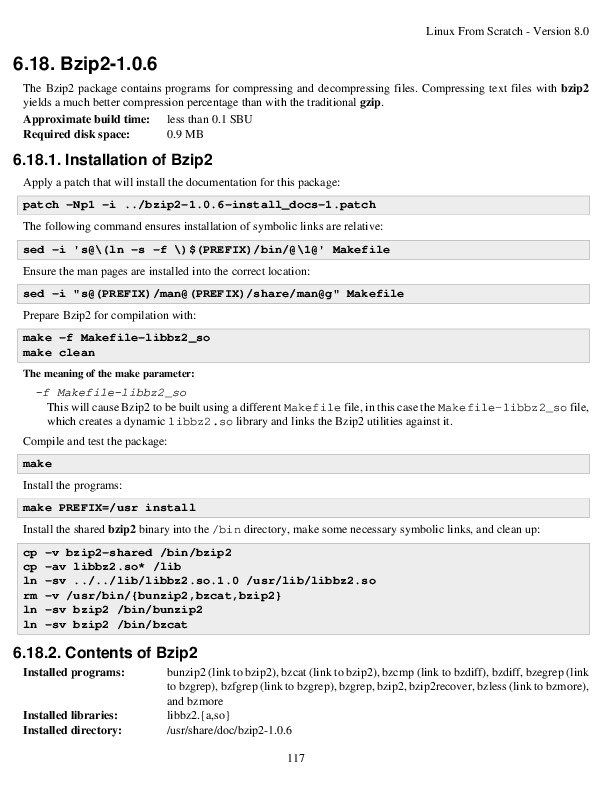 Linux From Scratch - Version 8.0
6.18. Bzip2-1.0.6
The Bzip2 package contains programs for compressing and decompressing files. Compressing text files with bzip2
yields a much better compression percentage than with the traditional gzip.
Approximate build time: less than 0.1 SBU
Required disk space: 0.9 MB
6.18.1. Installation of Bzip2
Apply a patch that will install the documentation for this package:
patch -Np1 -i ../bzip2-1.0.6-install_docs-1.patch
The following command ensures installation of symbolic links are relative:
sed -i 's@\(ln -s -f \)$(PREFIX)/bin/@\1@' Makefile
Ensure the man pages are installed into the correct location:
sed -i "s@(PREFIX)/man@(PREFIX)/share/man@g" Makefile
Prepare Bzip2 for compilation with:
make -f Makefile-libbz2_so
make clean
The meaning of the make parameter:
-f Makefile-libbz2_so
This will cause Bzip2 to be built using a different Makefile file, in this case the Makefile-libbz2_so file,
which creates a dynamic libbz2.so library and links the Bzip2 utilities against it.
Compile and test the package:
make
Install the programs:
make PREFIX=/usr install
Install the shared bzip2 binary into the /bin directory, make some necessary symbolic links, and clean up:
cp -v bzip2-shared /bin/bzip2
cp -av libbz2.so* /lib
ln -sv ../../lib/libbz2.so.1.0 /usr/lib/libbz2.so
rm -v /usr/bin/{bunzip2,bzcat,bzip2}
ln -sv bzip2 /bin/bunzip2
ln -sv bzip2 /bin/bzcat
6.18.2. Contents of Bzip2
Installed programs: bunzip2 (link to bzip2), bzcat (link to bzip2), bzcmp (link to bzdiff), bzdiff, bzegrep (link
to bzgrep), bzfgrep (link to bzgrep), bzgrep, bzip2, bzip2recover, bzless (link to bzmore),
and bzmore
Installed libraries: libbz2.{a,so}
Installed directory: /usr/share/doc/bzip2-1.0.6
117